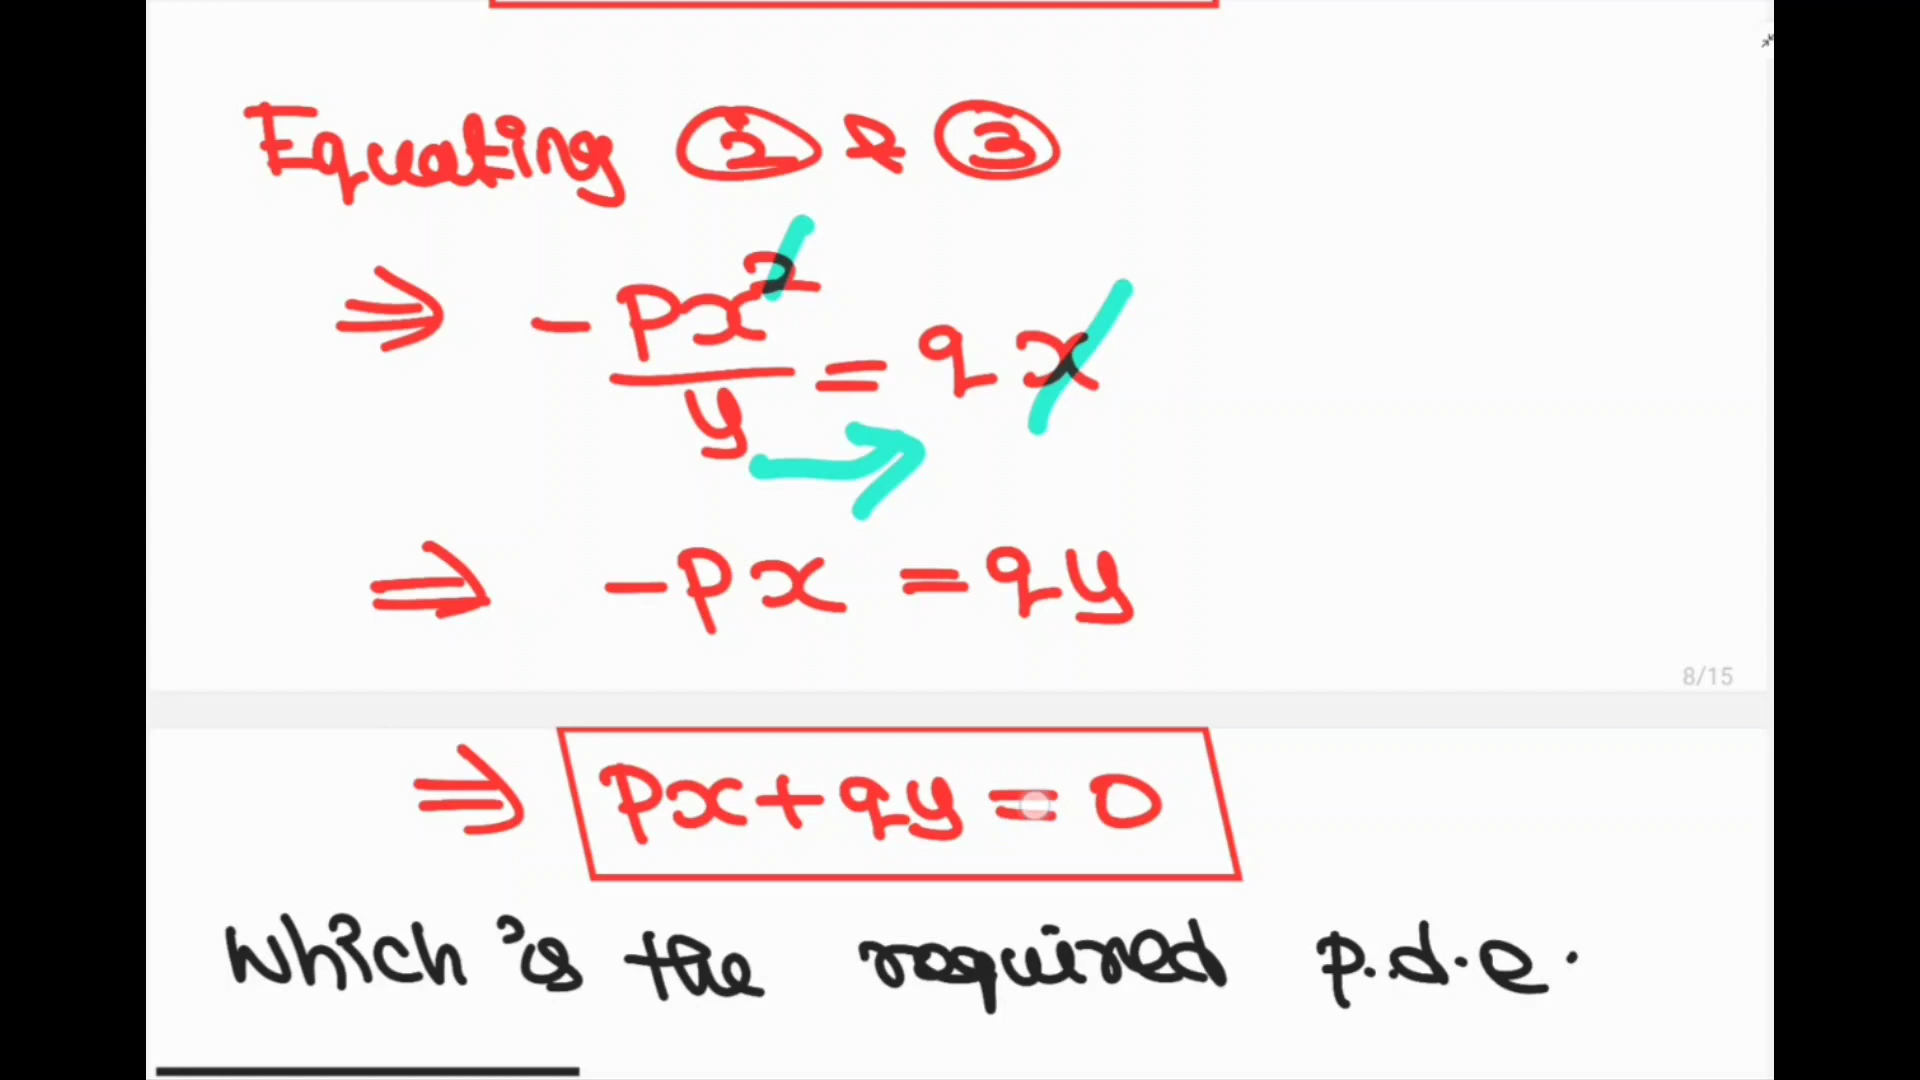 Equating ② & ③
⇒ -px²/y = qx
⇒ -px = qy
8/15
⇒ px + qy = 0
Which is the required p.d.e.